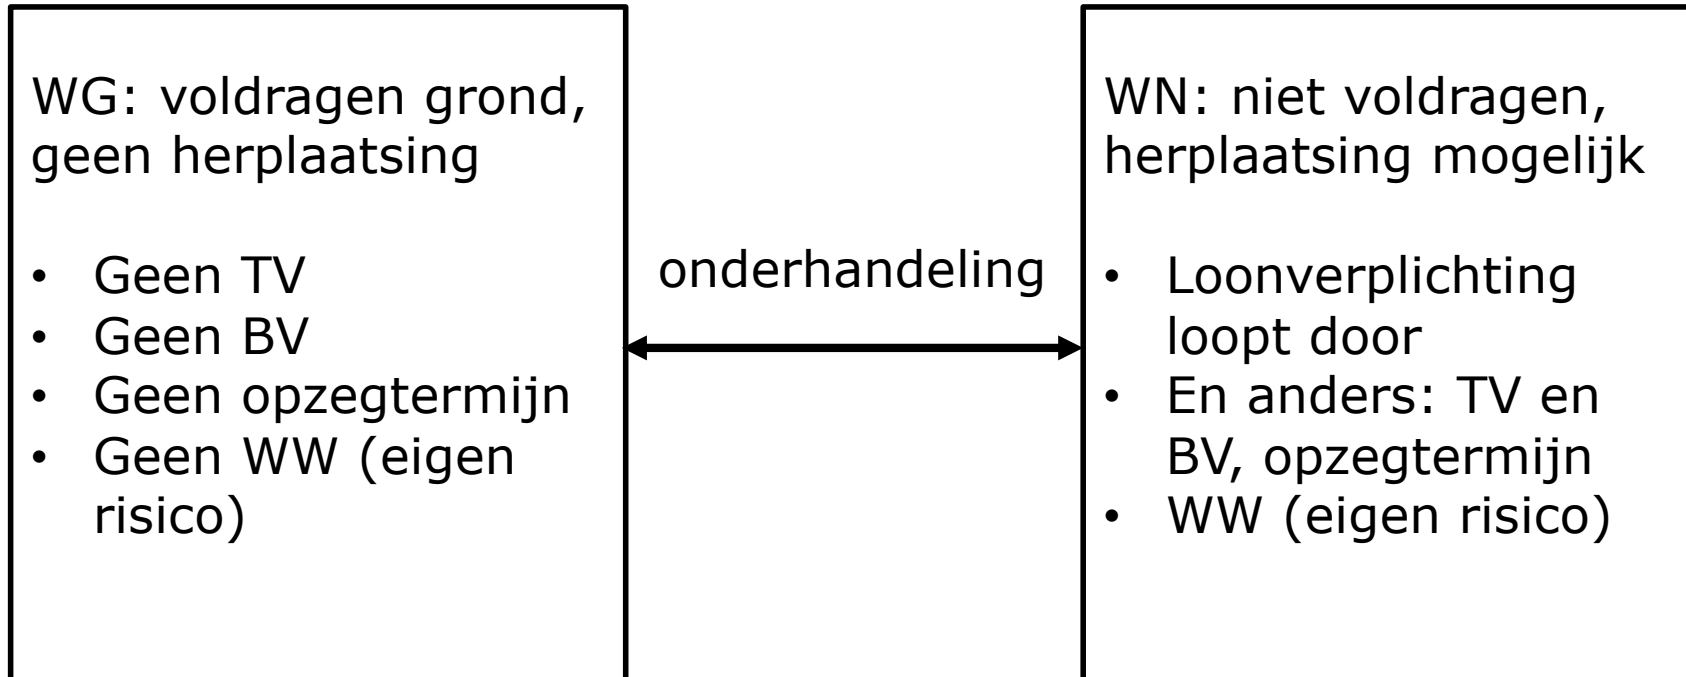 WG: voldragen grond,
geen herplaatsing
• Geen TV
• Geen BV
• Geen opzegtermijn
• Geen WW (eigen
risico)
onderhandeling
WN: niet voldragen,
herplaatsing mogelijk
• Loonverplichting
loopt door
• En anders: TV en
BV, opzegtermijn
• WW (eigen risico)